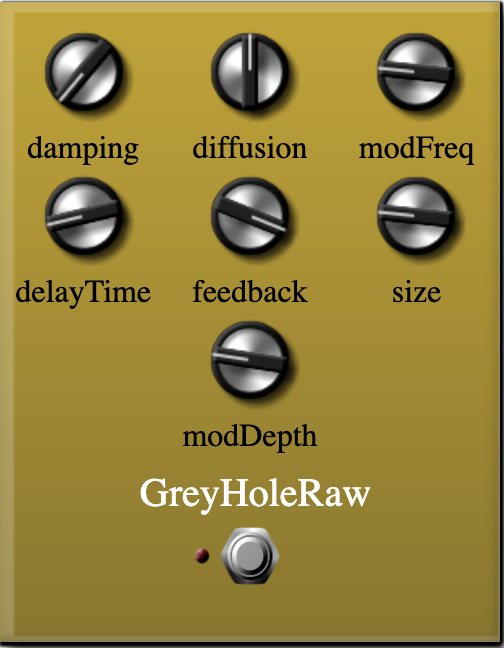 damping diffusion modFreq
delayTime feedback size
modDepth
GreyHoleRaw